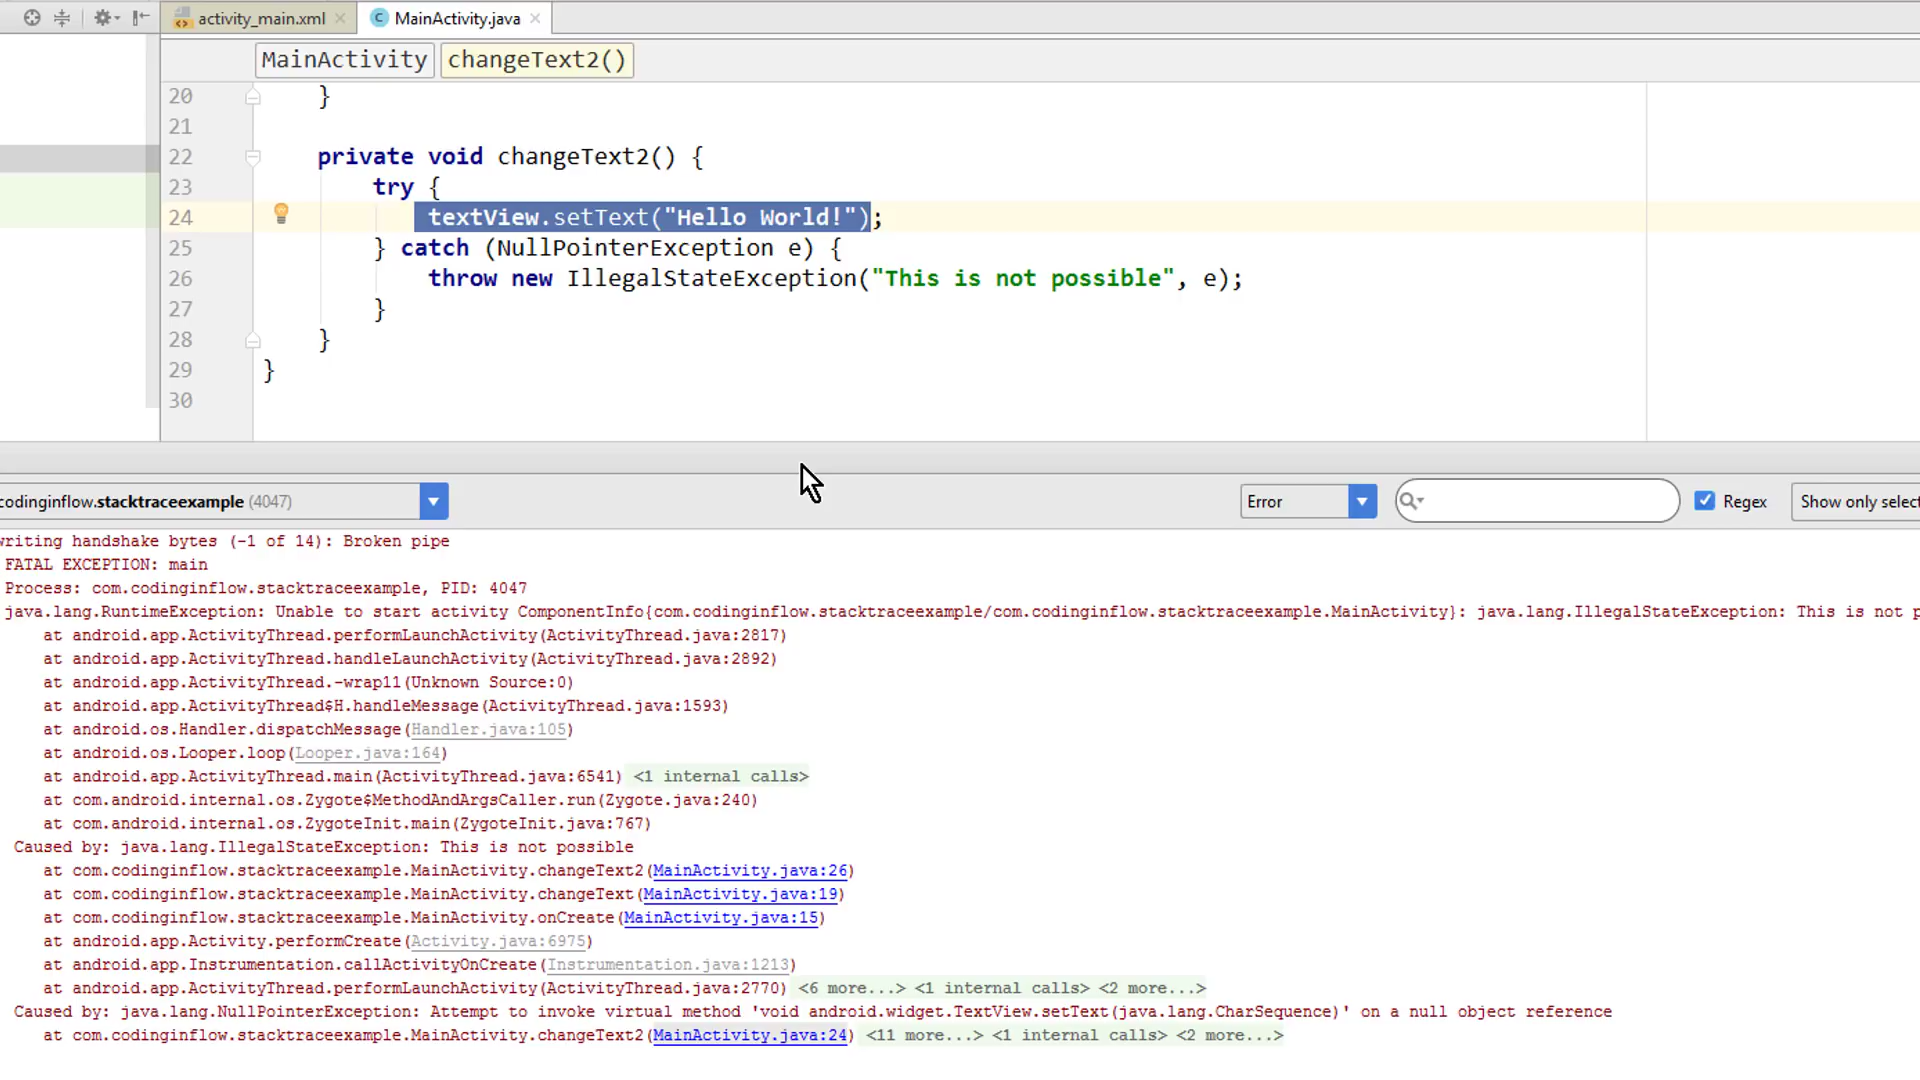 activity_main.xml
MainActivity.java
MainActivity changeText2()
20 }
21
22 private void changeText2() {
23 try {
24 textView.setText("Hello World!");
25 } catch (NullPointerException e) {
26 throw new IllegalStateException("This is not possible", e);
27 }
28 }
29 }
30
codinginflow.stacktraceexample (4047)
Error
Regex
Show only select
writing handshake bytes (-1 of 14): Broken pipe
FATAL EXCEPTION: main
Process: com.codinginflow.stacktraceexample, PID: 4047
java.lang.RuntimeException: Unable to start activity ComponentInfo{com.codinginflow.stacktraceexample/com.codinginflow.stacktraceexample.MainActivity}: java.lang.IllegalStateException: This is not p
at android.app.ActivityThread.performLaunchActivity(ActivityThread.java:2817)
at android.app.ActivityThread.handleLaunchActivity(ActivityThread.java:2892)
at android.app.ActivityThread.-wrap11(Unknown Source:0)
at android.app.ActivityThread$H.handleMessage(ActivityThread.java:1593)
at android.os.Handler.dispatchMessage(Handler.java:105)
at android.os.Looper.loop(Looper.java:164)
at android.app.ActivityThread.main(ActivityThread.java:6541) <1 internal calls>
at com.android.internal.os.Zygote$MethodAndArgsCaller.run(Zygote.java:240)
at com.android.internal.os.ZygoteInit.main(ZygoteInit.java:767)
Caused by: java.lang.IllegalStateException: This is not possible
at com.codinginflow.stacktraceexample.MainActivity.changeText2(MainActivity.java:26)
at com.codinginflow.stacktraceexample.MainActivity.changeText(MainActivity.java:19)
at com.codinginflow.stacktraceexample.MainActivity.onCreate(MainActivity.java:15)
at android.app.Activity.performCreate(Activity.java:6975)
at android.app.Instrumentation.callActivityOnCreate(Instrumentation.java:1213)
at android.app.ActivityThread.performLaunchActivity(ActivityThread.java:2770) <6 more...> <1 internal calls> <2 more...>
Caused by: java.lang.NullPointerException: Attempt to invoke virtual method 'void android.widget.TextView.setText(java.lang.CharSequence)' on a null object reference
at com.codinginflow.stacktraceexample.MainActivity.changeText2(MainActivity.java:24) <11 more...> <1 internal calls> <2 more...>